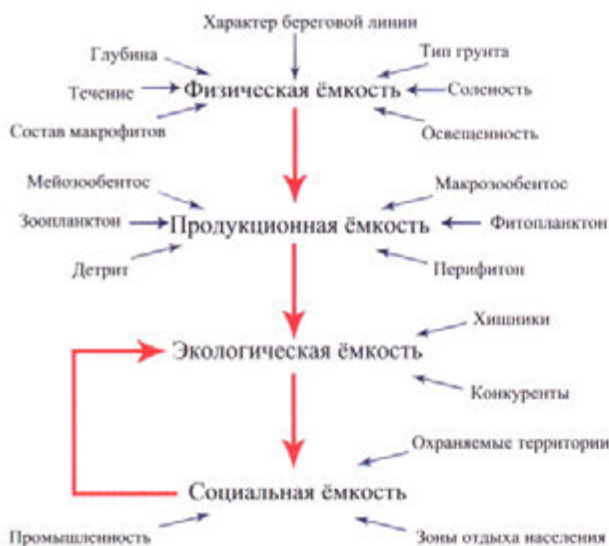 Характер береговой линии
Глубина
Тип грунта
Течение
Физическая ёмкость
Соленость
Состав макрофитов
Освещенность
Мейозообентос
Макрозообентос
Зоопланктон
Продукционная ёмкость
Фитопланктон
Детрит
Перифитон
Хищники
Экологическая ёмкость
Конкуренты
Охраняемые территории
Социальная ёмкость
Промышленность
Зоны отдыха населения